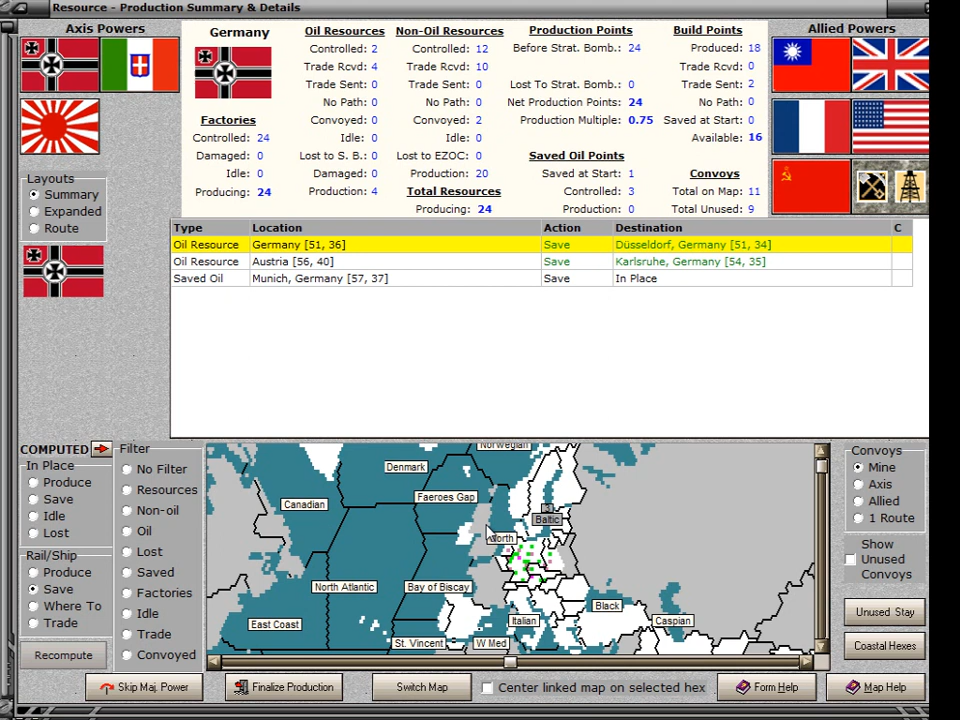 Resource - Production Summary & Details
Axis Powers
Germany
Oil Resources
Controlled: 2
Trade Rcvd: 4
Trade Sent: 0
No Path: 0
Convoyed: 0
Idle: 0
Lost to S. B.: 0
Damaged: 0
Production: 4
Non-Oil Resources
Controlled: 12
Trade Rcvd: 10
Trade Sent: 0
No Path: 0
Convoyed: 2
Idle: 0
Lost to EZOC: 0
Production: 20
Total Resources
Producing: 24
Production Points
Before Strat. Bomb.: 24
Lost To Strat. Bomb.: 0
Net Production Points: 24
Production Multiple: 0.75
Saved Oil Points
Saved at Start: 1
Controlled: 3
Production: 0
Build Points
Produced: 18
Trade Rcvd: 0
Trade Sent: 2
No Path: 0
Saved at Start: 0
Available: 16
Convoys
Total on Map: 11
Total Unused: 9
Allied Powers
Factories
Controlled: 24
Damaged: 0
Idle: 0
Producing: 24
Layouts
Summary
Expanded
Route
Type Location Action Destination C
Oil Resource Germany [51, 36] Save Düsseldorf, Germany [51, 34]
Oil Resource Austria [56, 40] Save Karlsruhe, Germany [54, 35]
Saved Oil Munich, Germany [57, 37] Save In Place
COMPUTED
In Place
Produce
Save
Idle
Lost
Rail/Ship
Produce
Save
Where To
Trade
Recompute
Filter
No Filter
Resources
Non-oil
Oil
Lost
Saved
Factories
Idle
Trade
Convoyed
Norwegian
Denmark
Faeroes Gap
Canadian
3
Baltic
North
North Atlantic
Bay of Biscay
Black
East Coast
Italian
Caspian
St. Vincent
W Med
Convoys
Mine
Axis
Allied
1 Route
Show
Unused
Convoys
Unused Stay
Coastal Hexes
Skip Maj. Power
Finalize Production
Switch Map
Center linked map on selected hex
Form Help
Map Help